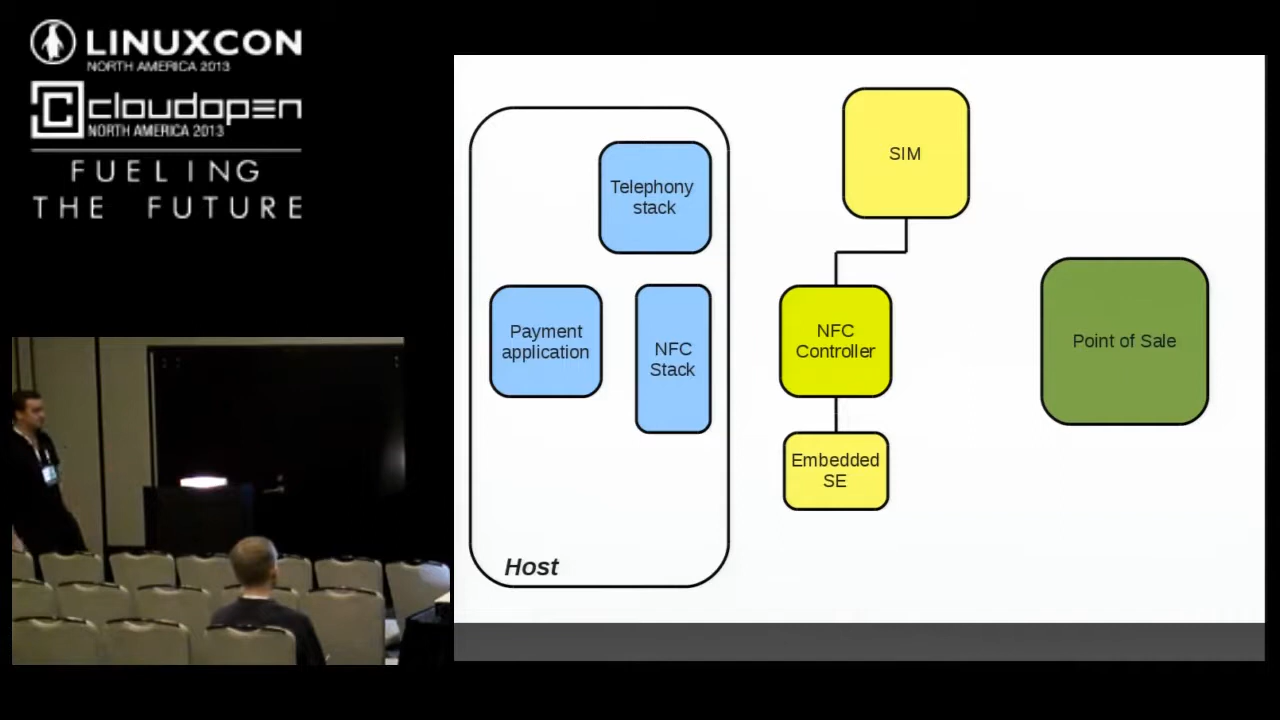 LINUXCON
NORTH AMERICA 2013
cloudopen
NORTH AMERICA 2013
FUELING
THE FUTURE
SIM
Telephony
stack
Payment
application
NFC
Stack
NFC
Controller
Point of Sale
Embedded
SE
Host